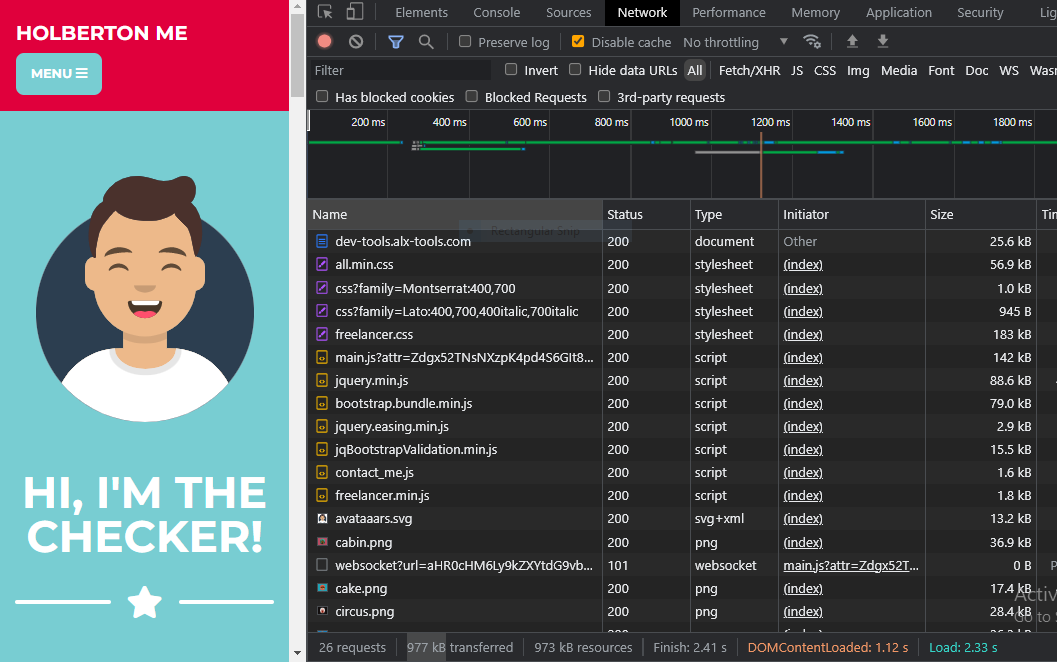 HOLBERTON ME
MENU
HI, I'M THE
CHECKER!
Elements Console Sources Network Performance Memory Application Security Lig
Preserve log Disable cache No throttling
Filter Invert Hide data URLs All Fetch/XHR JS CSS Img Media Font Doc WS Wasm
Has blocked cookies Blocked Requests 3rd-party requests
200 ms 400 ms 600 ms 800 ms 1000 ms 1200 ms 1400 ms 1600 ms 1800 ms
Name Status Type Initiator Size Tim
Rectangular Snip
dev-tools.alx-tools.com 200 document Other 25.6 kB
all.min.css 200 stylesheet (index) 56.9 kB
css?family=Montserrat:400,700 200 stylesheet (index) 1.0 kB
css?family=Lato:400,700,400italic,700italic 200 stylesheet (index) 945 B
freelancer.css 200 stylesheet (index) 183 kB
main.js?attr=Zdgx52TNsNXzpK4pd4S6GIt8... 200 script (index) 142 kB
jquery.min.js 200 script (index) 88.6 kB
bootstrap.bundle.min.js 200 script (index) 79.0 kB
jquery.easing.min.js 200 script (index) 2.9 kB
jqBootstrapValidation.min.js 200 script (index) 15.5 kB
contact_me.js 200 script (index) 1.6 kB
freelancer.min.js 200 script (index) 1.8 kB
avataaars.svg 200 svg+xml (index) 13.2 kB
cabin.png 200 png (index) 36.9 kB
websocket?url=aHR0cHM6Ly9kZXYtdG9vb... 101 websocket main.js?attr=Zdgx52T... 0 B P
cake.png 200 png (index) 17.4 kB
Activ
circus.png 200 png (index) 28.4 kB
Go to S
26 requests 977 kB transferred 973 kB resources Finish: 2.41 s DOMContentLoaded: 1.12 s Load: 2.33 s